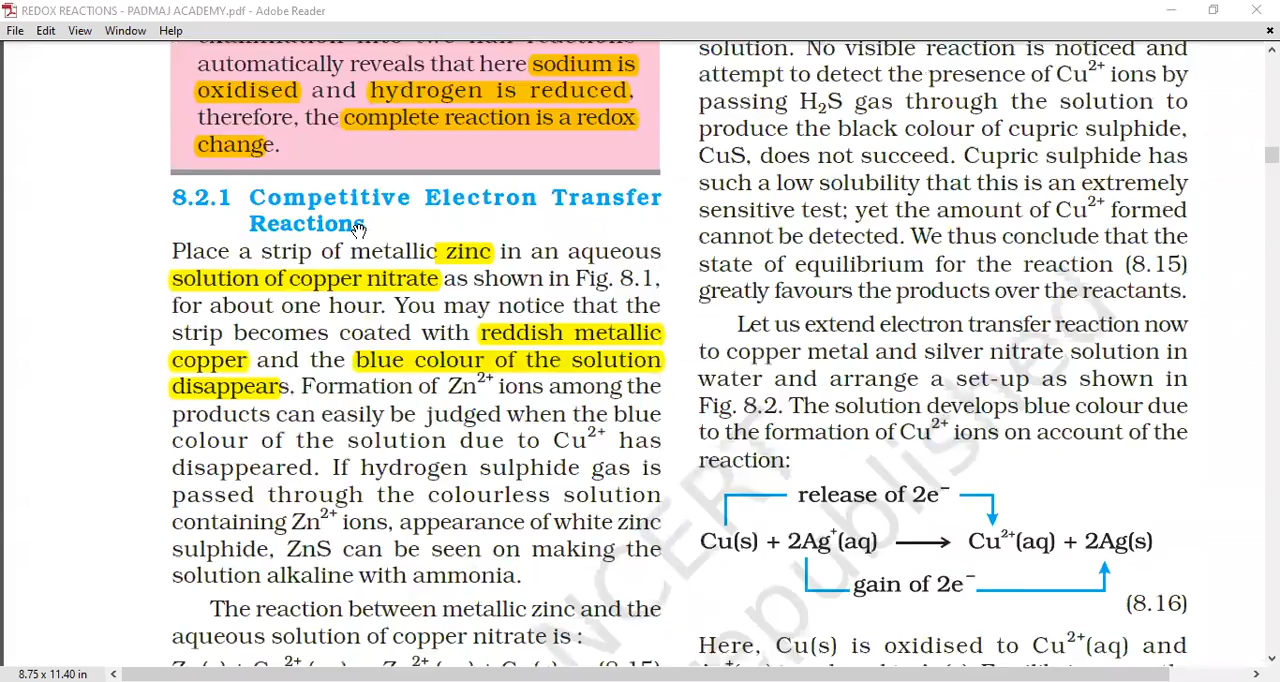 REDOX REACTIONS - PADMAJ ACADEMY.pdf - Adobe Reader
File Edit View Window Help
automatically reveals that here sodium is
oxidised and hydrogen is reduced,
therefore, the complete reaction is a redox
change.
8.2.1 Competitive Electron Transfer
Reactions
Place a strip of metallic zinc in an aqueous
solution of copper nitrate as shown in Fig. 8.1,
for about one hour. You may notice that the
strip becomes coated with reddish metallic
copper and the blue colour of the solution
disappears. Formation of Zn²⁺ ions among the
products can easily be judged when the blue
colour of the solution due to Cu²⁺ has
disappeared. If hydrogen sulphide gas is
passed through the colourless solution
containing Zn²⁺ ions, appearance of white zinc
sulphide, ZnS can be seen on making the
solution alkaline with ammonia.
The reaction between metallic zinc and the
aqueous solution of copper nitrate is :
solution. No visible reaction is noticed and
attempt to detect the presence of Cu²⁺ ions by
passing H₂S gas through the solution to
produce the black colour of cupric sulphide,
CuS, does not succeed. Cupric sulphide has
such a low solubility that this is an extremely
sensitive test; yet the amount of Cu²⁺ formed
cannot be detected. We thus conclude that the
state of equilibrium for the reaction (8.15)
greatly favours the products over the reactants.
Let us extend electron transfer reaction now
to copper metal and silver nitrate solution in
water and arrange a set-up as shown in
Fig. 8.2. The solution develops blue colour due
to the formation of Cu²⁺ ions on account of the
reaction:
release of 2e⁻
Cu(s) + 2Ag⁺(aq) ⟶ Cu²⁺(aq) + 2Ag(s)
gain of 2e⁻
(8.16)
Here, Cu(s) is oxidised to Cu²⁺(aq) and
NCERT
republished
8.75 x 11.40 in